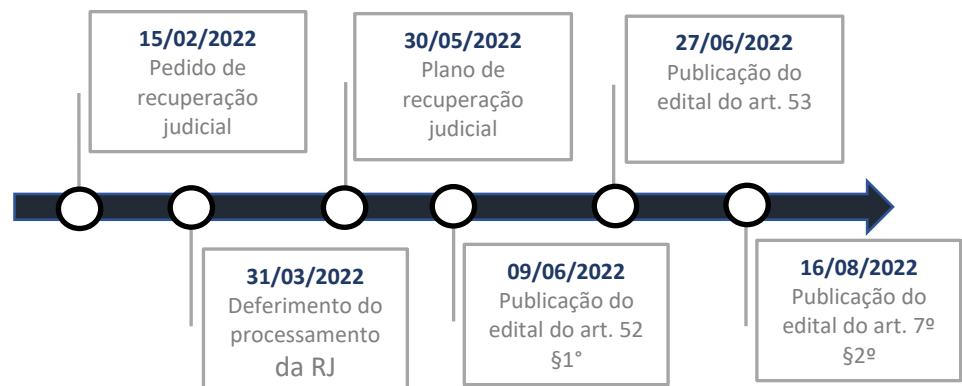 15/02/2022
Pedido de
recuperação
judicial
30/05/2022
Plano de
recuperação
judicial
27/06/2022
Publicação do
edital do art. 53
31/03/2022
Deferimento do
processamento
da RJ
09/06/2022
Publicação do
edital do art. 52
§1°
16/08/2022
Publicação do
edital do art. 7º
§2º